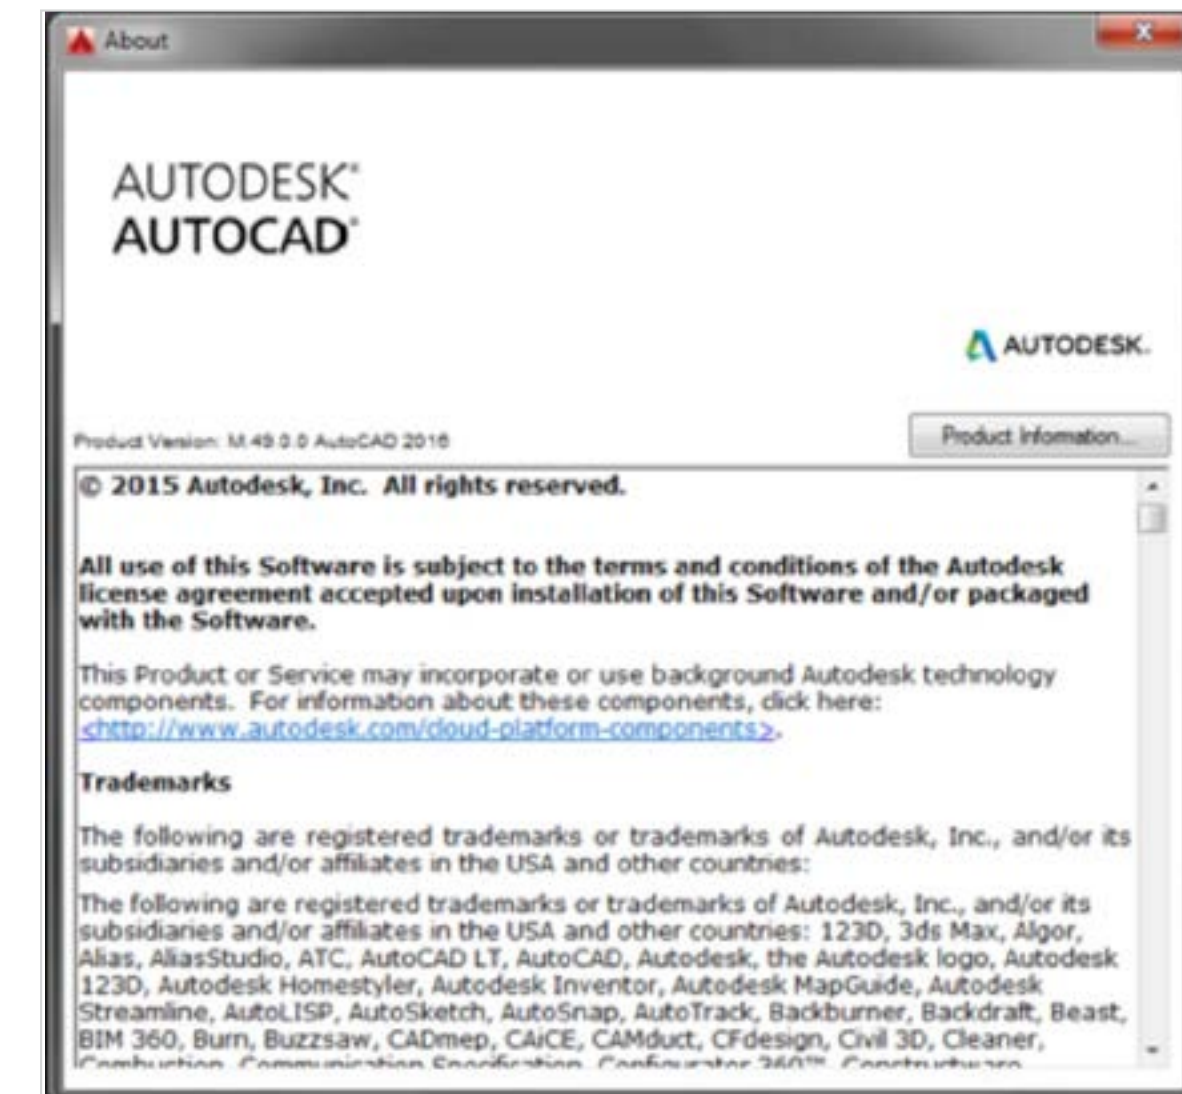 About
AUTODESK®
AUTOCAD®
AUTODESK.
Product Version: M.49.0.0 AutoCAD 2016
Product Information...
© 2015 Autodesk, Inc.  All rights reserved.
All use of this Software is subject to the terms and conditions of the Autodesk
license agreement accepted upon installation of this Software and/or packaged
with the Software.
This Product or Service may incorporate or use background Autodesk technology
components.  For information about these components, click here:
<http://www.autodesk.com/cloud-platform-components>.
Trademarks
The following are registered trademarks or trademarks of Autodesk, Inc., and/or its
subsidiaries and/or affiliates in the USA and other countries:
The following are registered trademarks or trademarks of Autodesk, Inc., and/or its
subsidiaries and/or affiliates in the USA and other countries: 123D, 3ds Max, Algor,
Alias, AliasStudio, ATC, AutoCAD LT, AutoCAD, Autodesk, the Autodesk logo, Autodesk
123D, Autodesk Homestyler, Autodesk Inventor, Autodesk MapGuide, Autodesk
Streamline, AutoLISP, AutoSketch, AutoSnap, AutoTrack, Backburner, Backdraft, Beast,
BIM 360, Burn, Buzzsaw, CADmep, CAiCE, CAMduct, CFdesign, Civil 3D, Cleaner,
Combustion, Communication Specification, Configurator 360™, Constructware